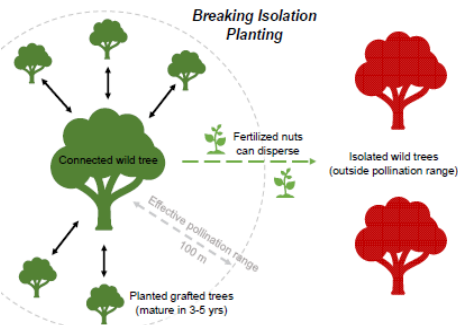 Breaking Isolation
Planting
Connected wild tree
Fertilized nuts
can disperse
Isolated wild trees
(outside pollination range)
Effective pollination range
100 m
Planted grafted trees
(mature in 3-5 yrs)